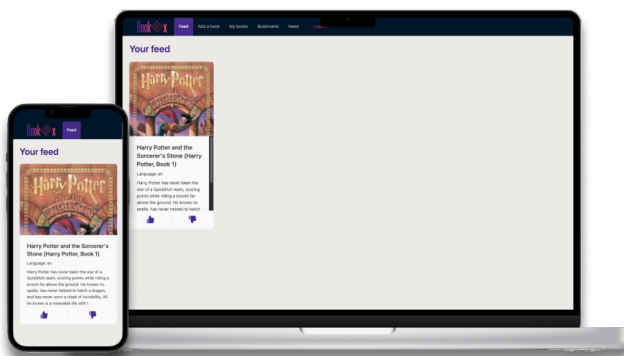 Book x Feed Add a book My books Bookmarks News
Your feed
Harry Potter
Harry Potter and the
Sorcerer's Stone (Harry
Potter, Book 1)
Language: en
Harry Potter has never been the
star of a Quidditch team, scoring
points while riding a broom far
above the ground. He knows no
spells, has never helped to hatch
Book x Feed
Your feed
Harry Potter
Harry Potter and the Sorcerer's
Stone (Harry Potter, Book 1)
Language: en
Harry Potter has never been the star of a
Quidditch team, scoring points while riding a
broom far above the ground. He knows no
spells, has never helped to hatch a dragon,
and has never worn a cloak of invisibility. All
he knows is a miserable life with t